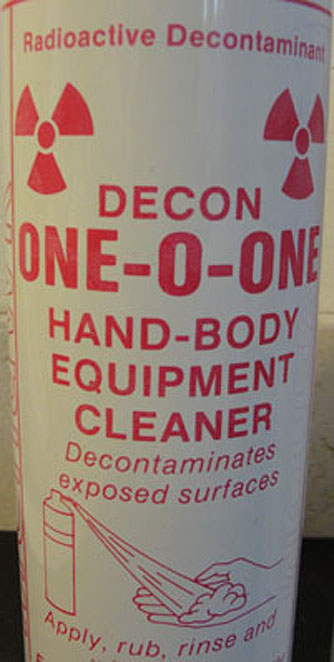 Radioactive Decontaminant
DECON
ONE-O-ONE
HAND-BODY
EQUIPMENT
CLEANER
Decontaminates
exposed surfaces
Apply, rub, rinse and